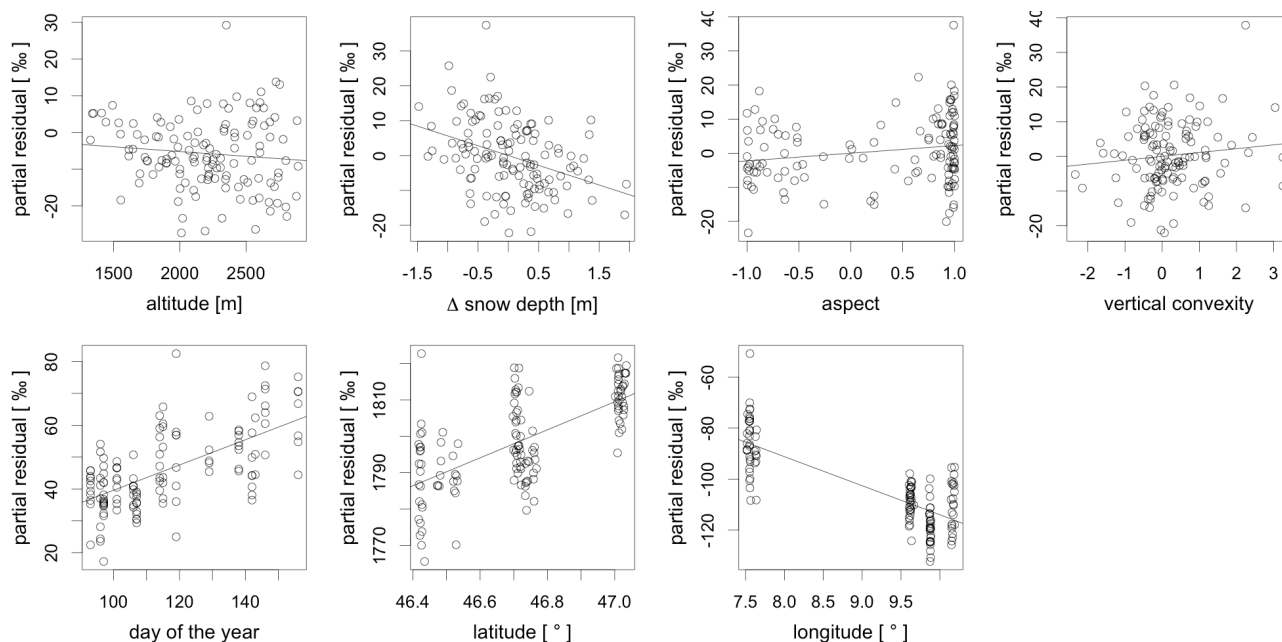 partial residual [ ‰]
-20 0 10 30
1500 2000 2500
altitude [m]
partial residual [ ‰]
-20 0 10 30
-1.5 -0.5 0.5 1.5
Δ snow depth [m]
partial residual [ ‰]
-20 0 20 40
-1.0 -0.5 0.0 0.5 1.0
aspect
partial residual [ ‰]
-20 0 20 40
-2 -1 0 1 2 3
vertical convexity
partial residual [ ‰]
20 40 60 80
100 120 140
day of the year
partial residual [ ‰]
1770 1790 1810
46.4 46.6 46.8 47.0
latitude [ ° ]
partial residual [ ‰]
-120 -100 -80 -60
7.5 8.0 8.5 9.0 9.5
longitude [ ° ]